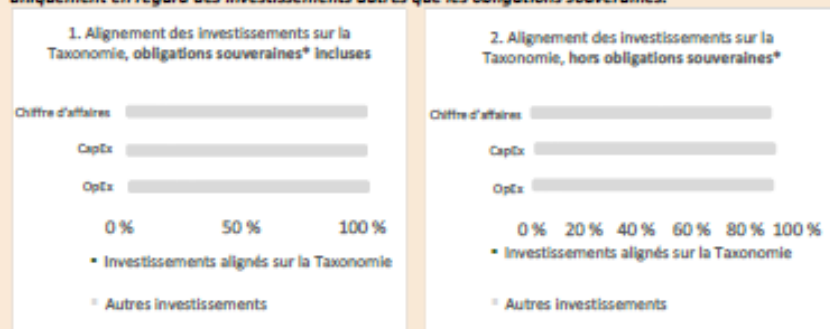 uniquement en regard des investissements autres que les obligations souveraines.
1. Alignement des investissements sur la
Taxonomie, obligations souveraines* incluses
Chiffre d'affaires
CapEx
OpEx
0 % 50 % 100 %
Investissements alignés sur la Taxonomie
Autres investissements
2. Alignement des investissements sur la
Taxonomie, hors obligations souveraines*
Chiffre d'affaires
CapEx
OpEx
0 % 20 % 40 % 60 % 80 % 100 %
Investissements alignés sur la Taxonomie
Autres investissements